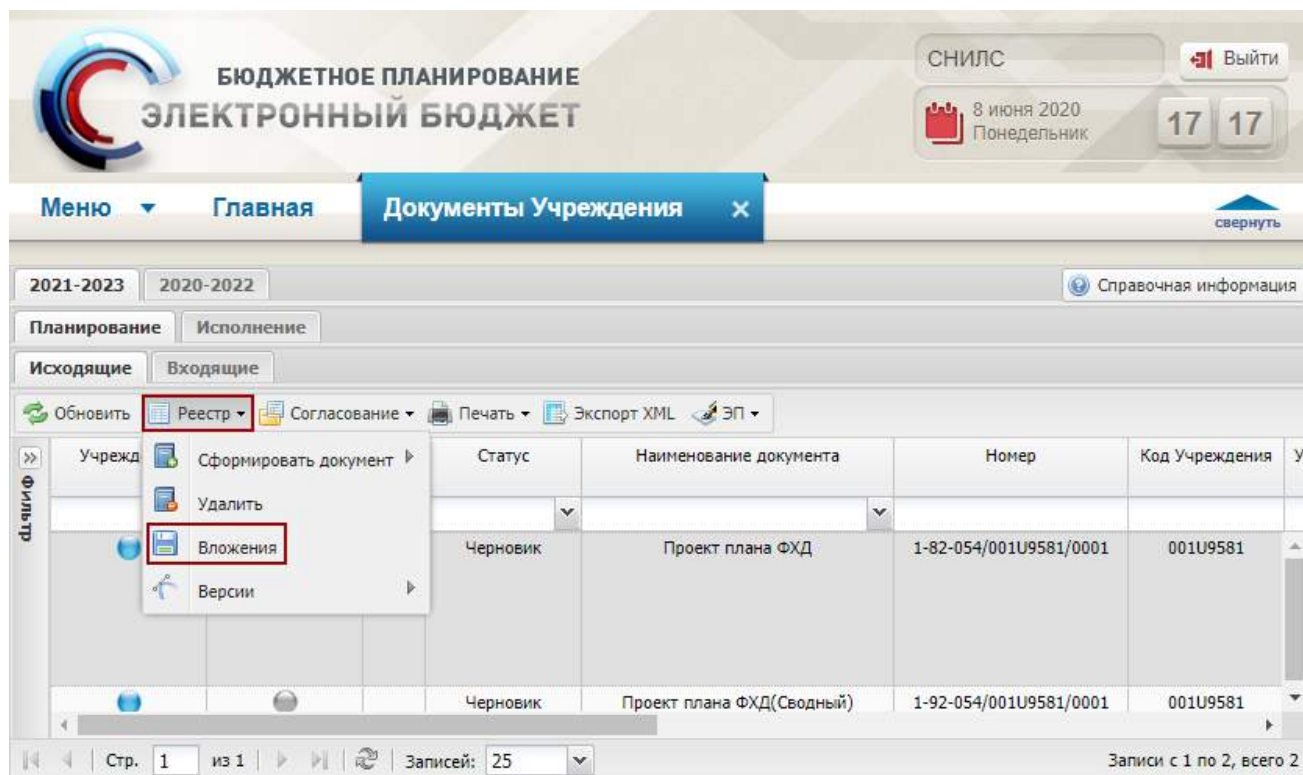 БЮДЖЕТНОЕ ПЛАНИРОВАНИЕ
ЭЛЕКТРОННЫЙ БЮДЖЕТ
СНИЛС
Выйти
8 июня 2020
Понедельник
17 17
Меню Главная Документы Учреждения
свернуть
2021-2023 2020-2022
Справочная информация
Планирование Исполнение
Исходящие Входящие
Обновить Реестр Согласование Печать Экспорт XML ЭП
Фильтр
Учрежд Статус Наименование документа Номер Код Учреждения У
Сформировать документ
Удалить
Вложения
Версии
Черновик Проект плана ФХД 1-82-054/001U9581/0001 001U9581
Черновик Проект плана ФХД(Сводный) 1-92-054/001U9581/0001 001U9581
Стр. 1 из 1 Записей: 25 Записи с 1 по 2, всего 2